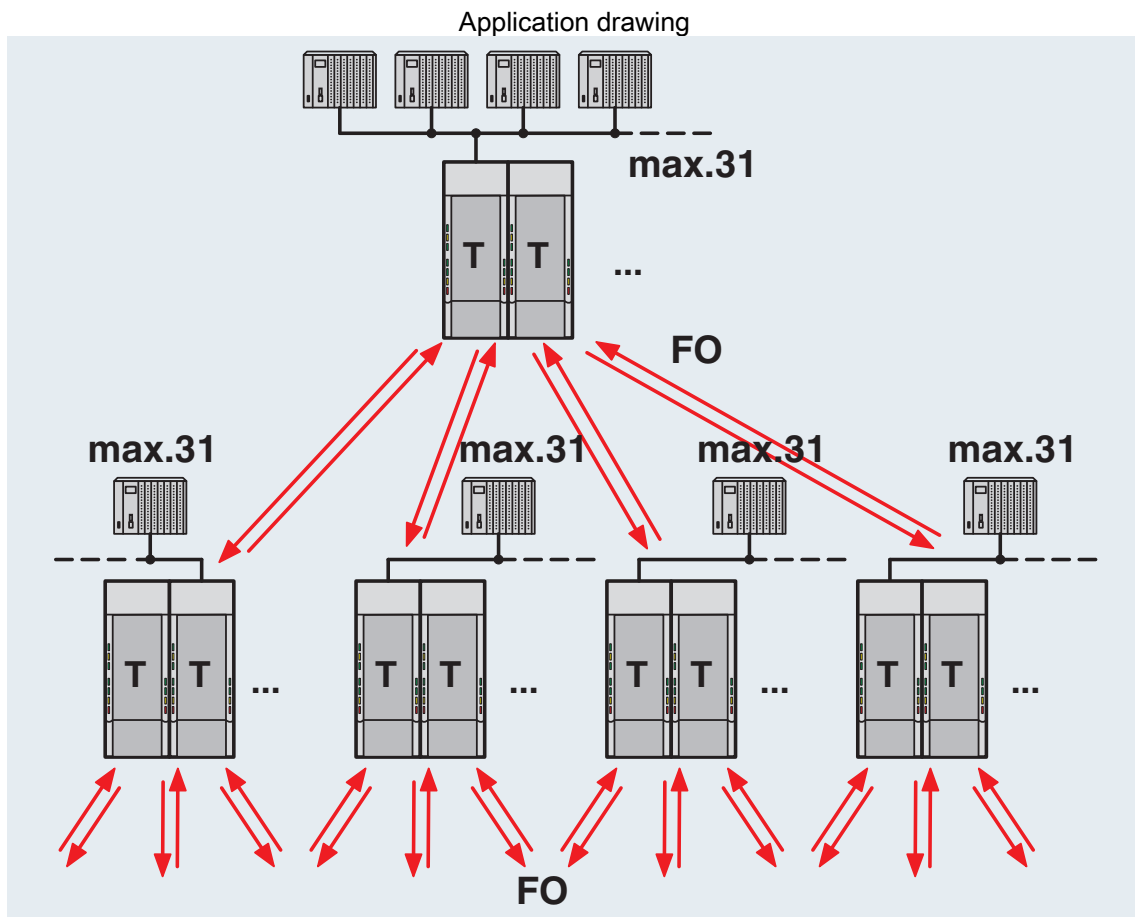 Application drawing
max.31
T T ...
FO
max.31 max.31 max.31 max.31
T T ... T T ... T T ... T T ...
FO